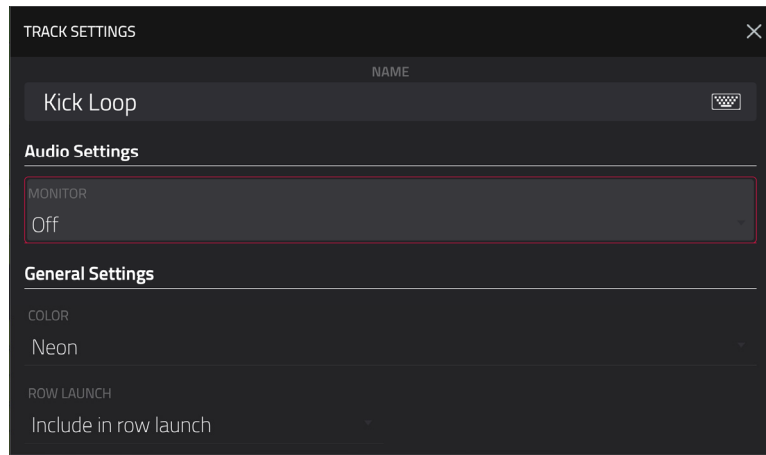 TRACK SETTINGS
NAME
Kick Loop
Audio Settings
MONITOR
Off
General Settings
COLOR
Neon
ROW LAUNCH
Include in row launch